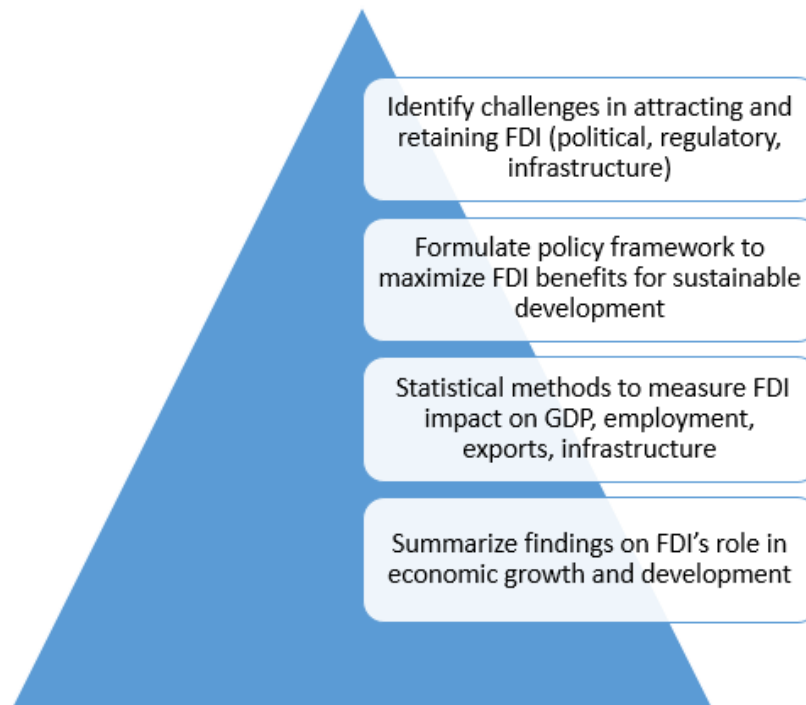 Identify challenges in attracting and
retaining FDI (political, regulatory,
infrastructure)
Formulate policy framework to
maximize FDI benefits for sustainable
development
Statistical methods to measure FDI
impact on GDP, employment,
exports, infrastructure
Summarize findings on FDI’s role in
economic growth and development